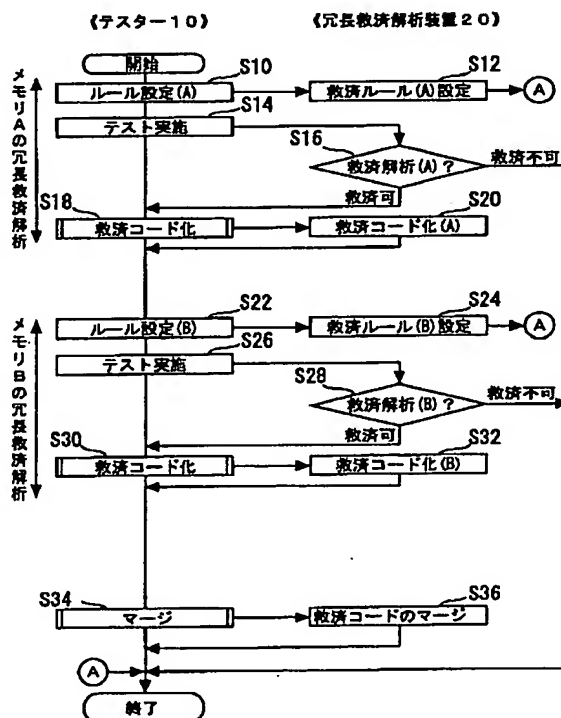 《テスター10》
《冗長救済解析装置20》
開始
メモリAの冗長救済解析
S10
ルール設定(A)
S12
救済ルール(A)設定
A
S14
テスト実施
S16
救済解析(A)?
救済不可
救済可
S18
救済コード化
S20
救済コード化(A)
メモリBの冗長救済解析
S22
ルール設定(B)
S24
救済ルール(B)設定
A
S26
テスト実施
S28
救済解析(B)?
救済不可
救済可
S30
救済コード化
S32
救済コード化(B)
S34
マージ
S36
救済コードのマージ
A
終了